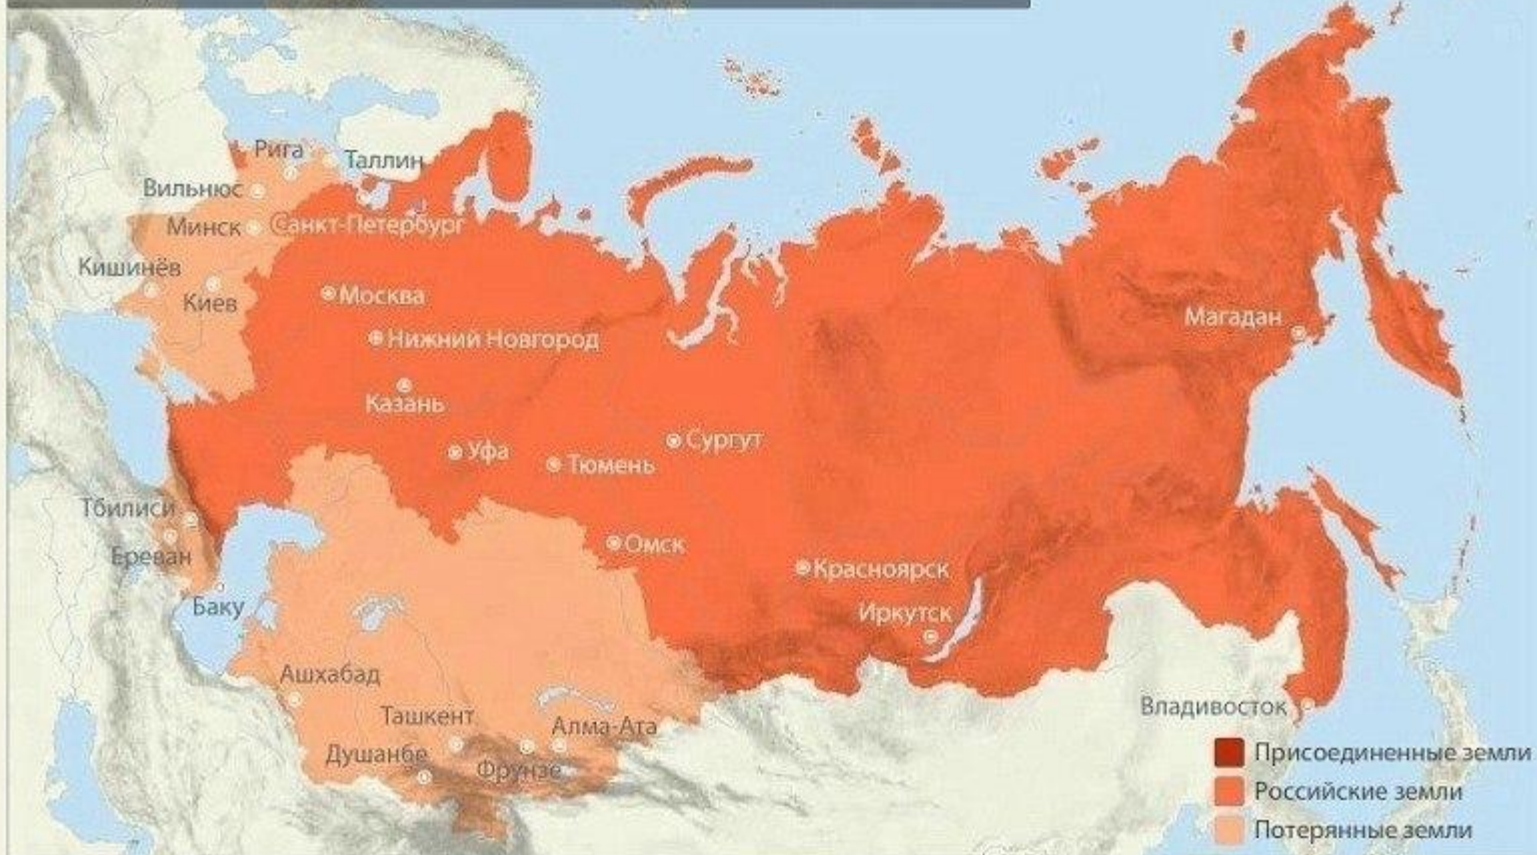 Рига
Таллин
Вильнюс
Минск
Санкт-Петербург
Кишинёв
Киев
Москва
Магадан
Нижний Новгород
Казань
Сургут
Уфа
Тюмень
Тбилиси
Омск
Ереван
Красноярск
Баку
Иркутск
Ашхабад
Владивосток
Ташкент
Алма-Ата
Душанбе
Фрунзе
Присоединенные земли
Российские земли
Потерянные земли